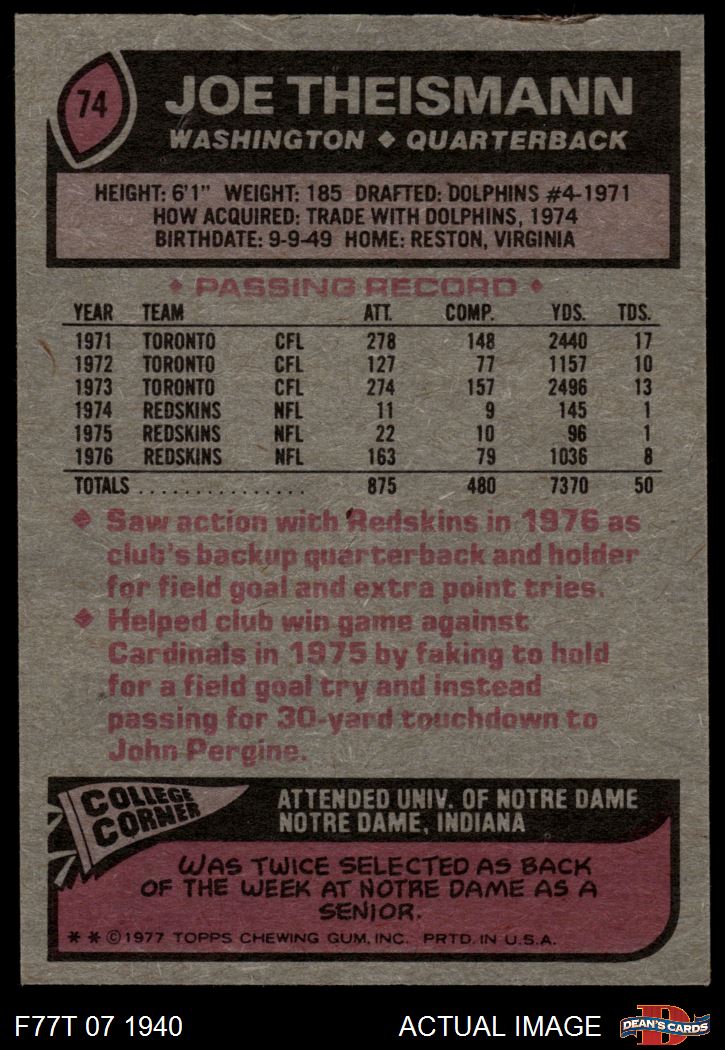 74
JOE THEISMANN
WASHINGTON ◆ QUARTERBACK
HEIGHT: 6'1" WEIGHT: 185 DRAFTED: DOLPHINS #4-1971
HOW ACQUIRED: TRADE WITH DOLPHINS, 1974
BIRTHDATE: 9-9-49 HOME: RESTON, VIRGINIA
◆ PASSING RECORD ◆
YEAR TEAM ATT. COMP. YDS. TDS.
1971 TORONTO CFL 278 148 2440 17
1972 TORONTO CFL 127 77 1157 10
1973 TORONTO CFL 274 157 2496 13
1974 REDSKINS NFL 11 9 145 1
1975 REDSKINS NFL 22 10 96 1
1976 REDSKINS NFL 163 79 1036 8
TOTALS ................ 875 480 7370 50
◆ Saw action with Redskins in 1976 as
club's backup quarterback and holder
for field goal and extra point tries.
◆ Helped club win game against
Cardinals in 1975 by faking to hold
for a field goal try and instead
passing for 30-yard touchdown to
John Pergine.
COLLEGE
CORNER
ATTENDED UNIV. OF NOTRE DAME
NOTRE DAME, INDIANA
WAS TWICE SELECTED AS BACK
OF THE WEEK AT NOTRE DAME AS A
SENIOR.
* * © 1977 TOPPS CHEWING GUM, INC. PRTD. IN U.S.A.
F77T 07 1940 ACTUAL IMAGE
D
DEAN'S CARDS